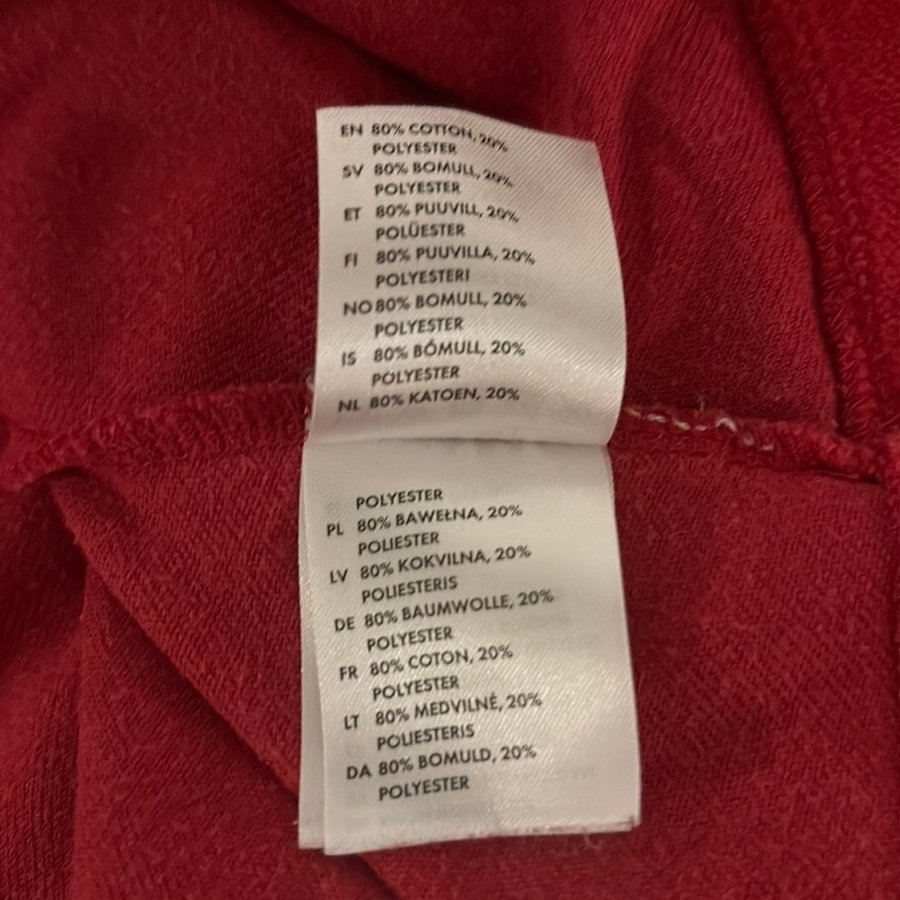 EN 80% COTTON, 20%
POLYESTER
SV 80% BOMULL, 20%
POLYESTER
ET 80% PUUVILL, 20%
POLÜESTER
FI 80% PUUVILLA, 20%
POLYESTERI
NO 80% BOMULL, 20%
POLYESTER
IS 80% BÓMULL, 20%
POLYESTER
NL 80% KATOEN, 20%
POLYESTER
PL 80% BAWEŁNA, 20%
POLIESTER
LV 80% KOKVILNA, 20%
POLIESTERIS
DE 80% BAUMWOLLE, 20%
POLYESTER
FR 80% COTON, 20%
POLYESTER
LT 80% MEDVILNĖ, 20%
POLIESTERIS
DA 80% BOMULD, 20%
POLYESTER